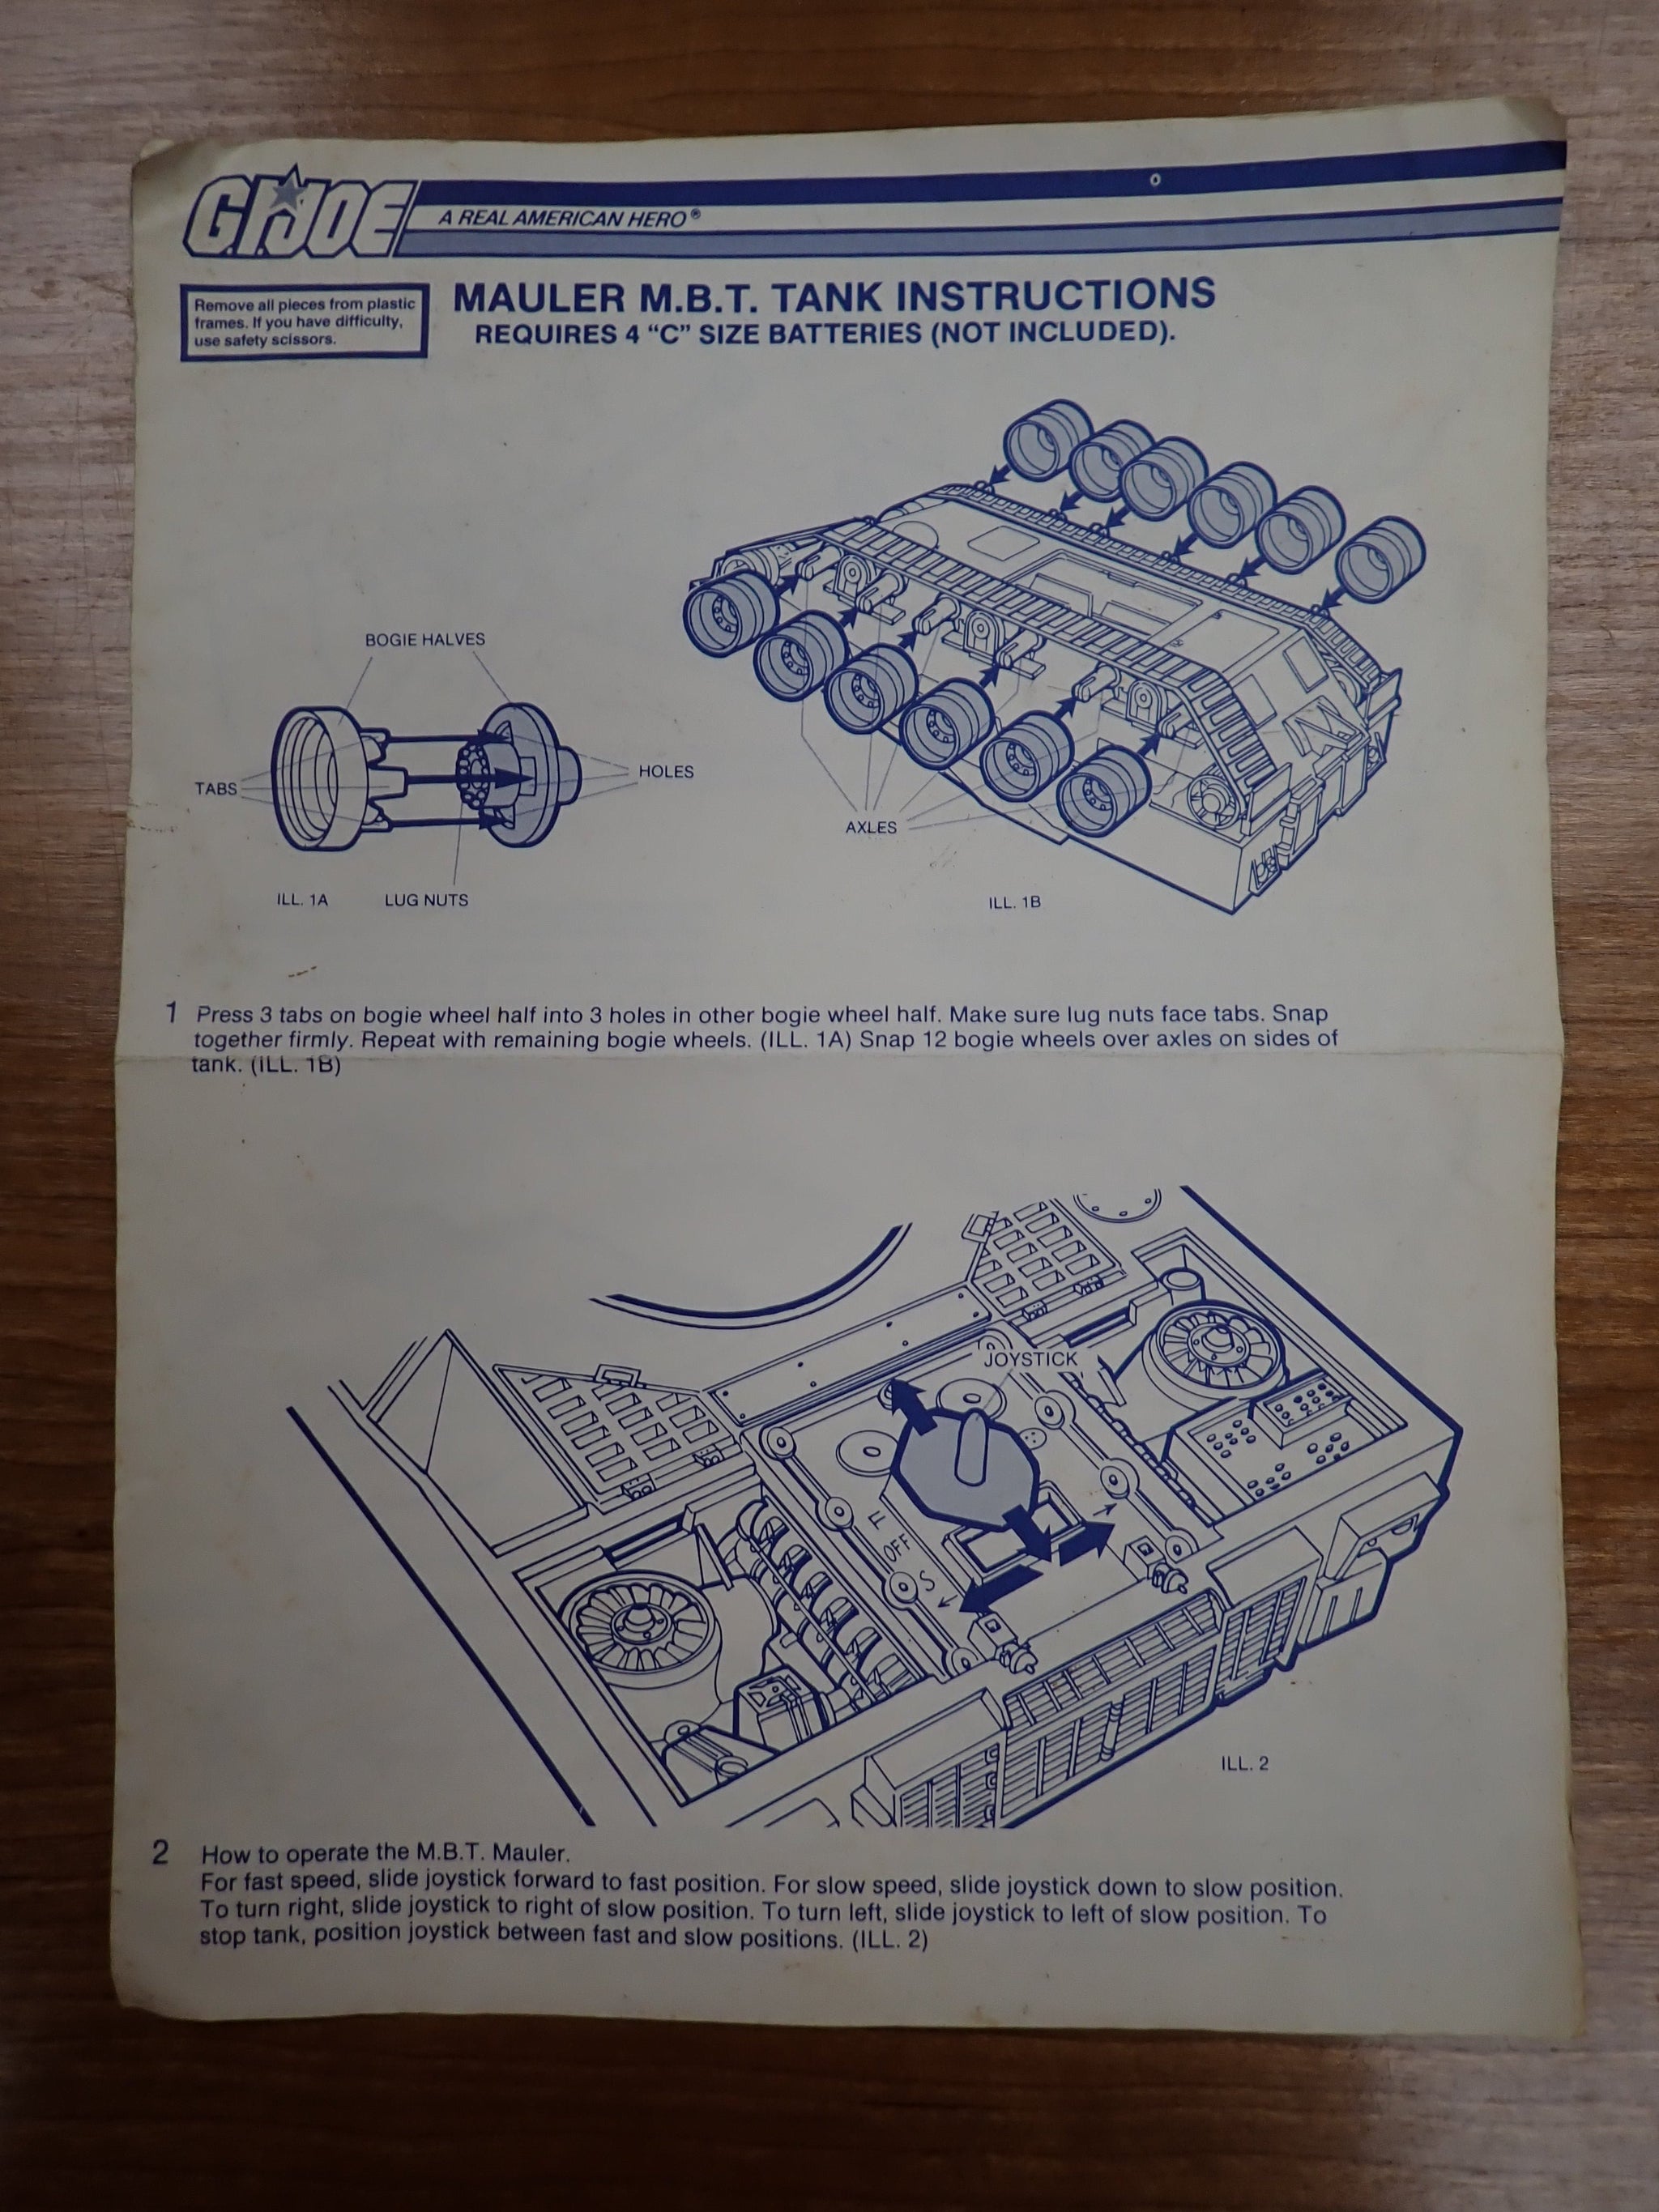 G.I. JOE
A REAL AMERICAN HERO®
Remove all pieces from plastic
frames. If you have difficulty,
use safety scissors.
MAULER M.B.T. TANK INSTRUCTIONS
REQUIRES 4 “C” SIZE BATTERIES (NOT INCLUDED).
BOGIE HALVES
TABS
HOLES
LUG NUTS
ILL. 1A
AXLES
ILL. 1B
1 Press 3 tabs on bogie wheel half into 3 holes in other bogie wheel half. Make sure lug nuts face tabs. Snap
together firmly. Repeat with remaining bogie wheels. (ILL. 1A) Snap 12 bogie wheels over axles on sides of
tank. (ILL. 1B)
JOYSTICK
F
OFF
S
ILL. 2
2 How to operate the M.B.T. Mauler.
For fast speed, slide joystick forward to fast position. For slow speed, slide joystick down to slow position.
To turn right, slide joystick to right of slow position. To turn left, slide joystick to left of slow position. To
stop tank, position joystick between fast and slow positions. (ILL. 2)